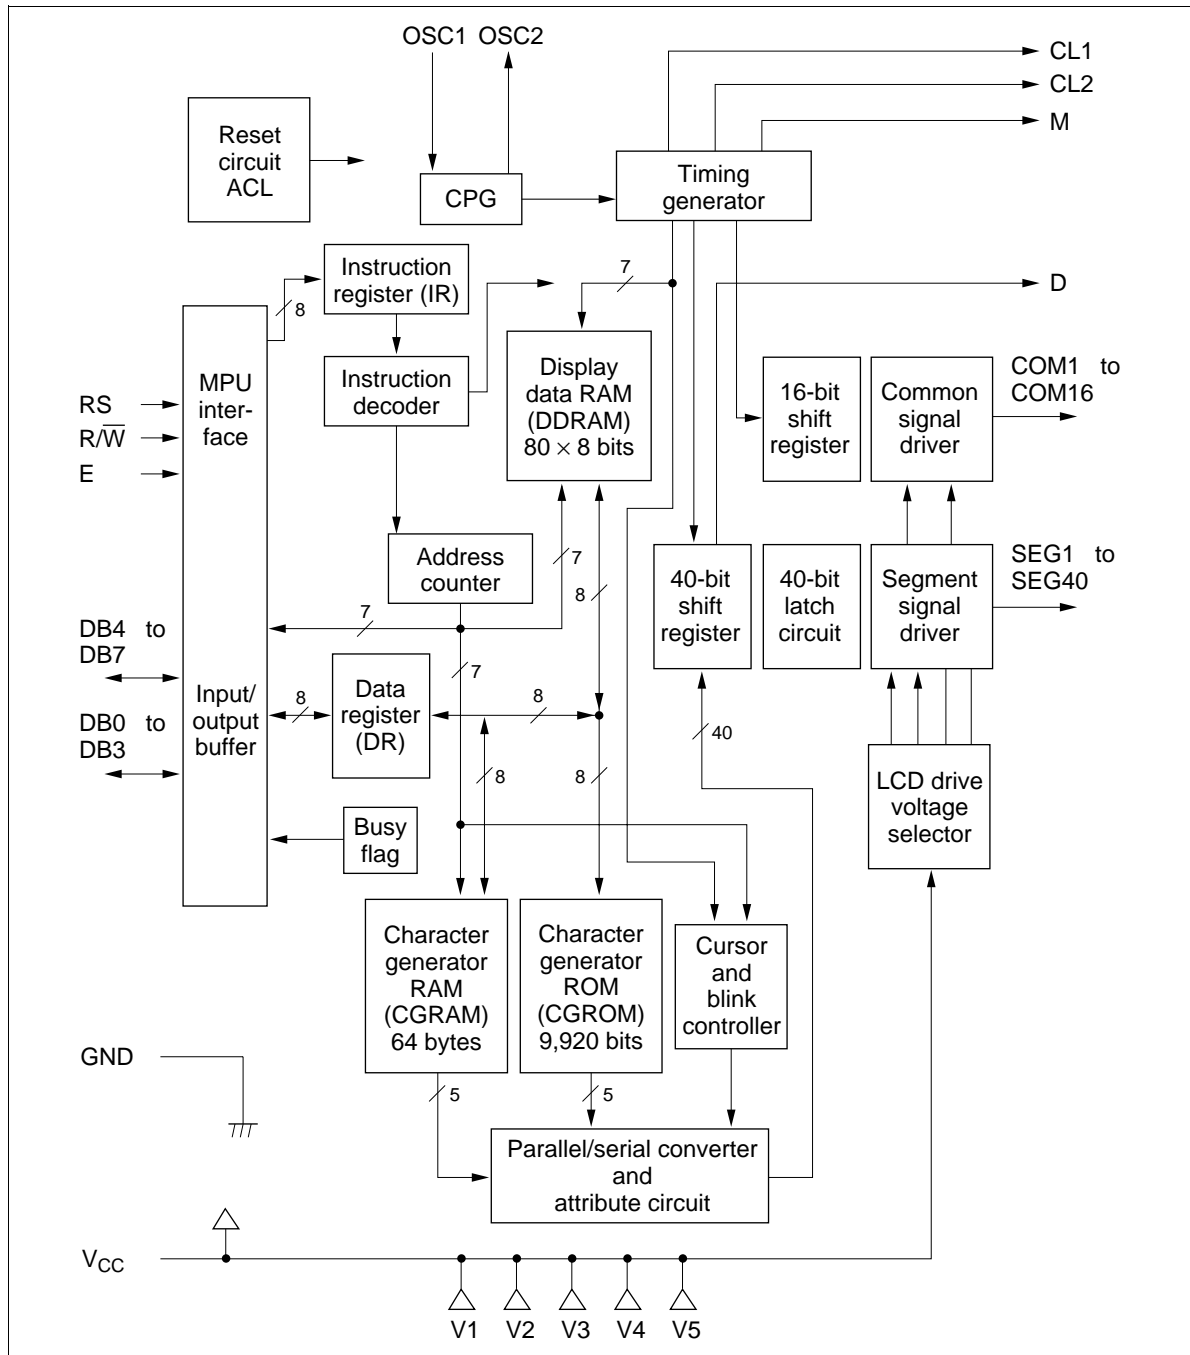 OSC1 OSC2
CL1
CL2
M
Reset
circuit
ACL
CPG
Timing
generator
Instruction
register (IR)
8
7
D
MPU
inter-
face
Instruction
decoder
Display
data RAM
(DDRAM)
80 × 8 bits
16-bit
shift
register
Common
signal
driver
COM1 to
COM16
RS
R/W̅
E
Address
counter
7
8
40-bit
shift
register
40-bit
latch
circuit
Segment
signal
driver
SEG1 to
SEG40
DB4 to
DB7
7
7
Input/
output
buffer
8
Data
register
(DR)
8
8
8
40
DB0 to
DB3
LCD drive
voltage
selector
Busy
flag
Character
generator
RAM
(CGRAM)
64 bytes
Character
generator
ROM
(CGROM)
9,920 bits
Cursor
and
blink
controller
GND
5
5
Parallel/serial converter
and
attribute circuit
VCC
V1 V2 V3 V4 V5